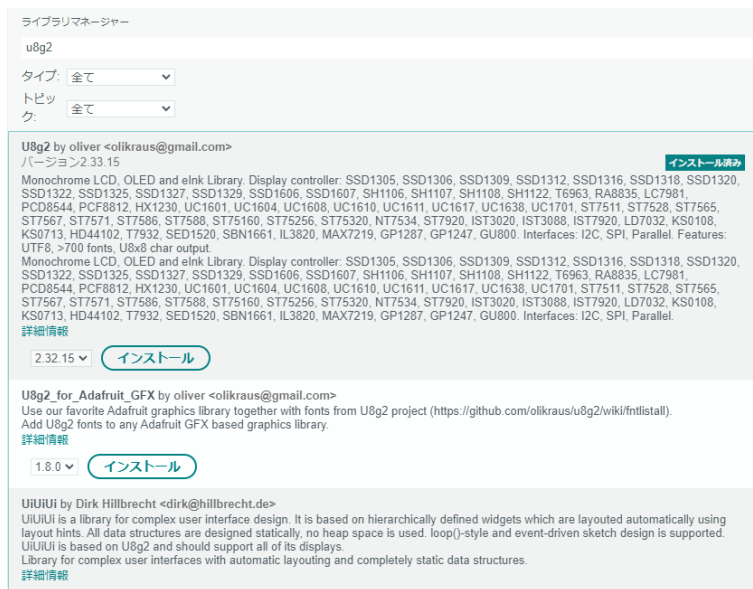 ライブラリマネージャー
u8g2
タイプ: 全て
トピック: 全て
U8g2 by oliver <olikraus@gmail.com>
バージョン2.33.15 インストール済み
Monochrome LCD, OLED and eInk Library. Display controller: SSD1305, SSD1306, SSD1309, SSD1312, SSD1316, SSD1318, SSD1320,
SSD1322, SSD1325, SSD1327, SSD1329, SSD1606, SSD1607, SH1106, SH1107, SH1108, SH1122, T6963, RA8835, LC7981,
PCD8544, PCF8812, HX1230, UC1601, UC1604, UC1608, UC1610, UC1611, UC1617, UC1638, UC1701, ST7511, ST7528, ST7565,
ST7567, ST7571, ST7586, ST7588, ST75160, ST75256, ST75320, NT7534, ST7920, IST3020, IST3088, IST7920, LD7032, KS0108,
KS0713, HD44102, T7932, SED1520, SBN1661, IL3820, MAX7219, GP1287, GP1247, GU800. Interfaces: I2C, SPI, Parallel. Features:
UTF8, >700 fonts, U8x8 char output.
Monochrome LCD, OLED and eInk Library. Display controller: SSD1305, SSD1306, SSD1309, SSD1312, SSD1316, SSD1318, SSD1320,
SSD1322, SSD1325, SSD1327, SSD1329, SSD1606, SSD1607, SH1106, SH1107, SH1108, SH1122, T6963, RA8835, LC7981,
PCD8544, PCF8812, HX1230, UC1601, UC1604, UC1608, UC1610, UC1611, UC1617, UC1638, UC1701, ST7511, ST7528, ST7565,
ST7567, ST7571, ST7586, ST7588, ST75160, ST75256, ST75320, NT7534, ST7920, IST3020, IST3088, IST7920, LD7032, KS0108,
KS0713, HD44102, T7932, SED1520, SBN1661, IL3820, MAX7219, GP1287, GP1247, GU800. Interfaces: I2C, SPI, Parallel.
詳細情報
2.32.15 インストール
U8g2_for_Adafruit_GFX by oliver <olikraus@gmail.com>
Use our favorite Adafruit graphics library together with fonts from U8g2 project (https://github.com/olikraus/u8g2/wiki/fntlistall).
Add U8g2 fonts to any Adafruit GFX based graphics library.
詳細情報
1.8.0 インストール
UiUiUi by Dirk Hillbrecht <dirk@hillbrecht.de>
UiUiUi is a library for complex user interface design. It is based on hierarchically defined widgets which are layouted automatically using
layout hints. All data structures are designed statically, no heap space is used. loop()-style and event-driven sketch design is supported.
UiUiUi is based on U8g2 and should support all of its displays.
Library for complex user interfaces with automatic layouting and completely static data structures.
詳細情報